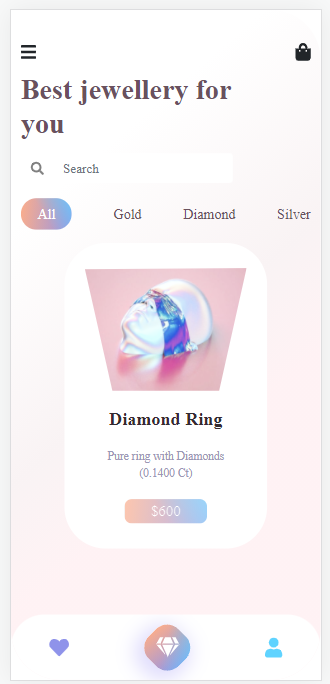 Best jewellery for
you
Search
All
Gold
Diamond
Silver
Diamond Ring
Pure ring with Diamonds
(0.1400 Ct)
$600